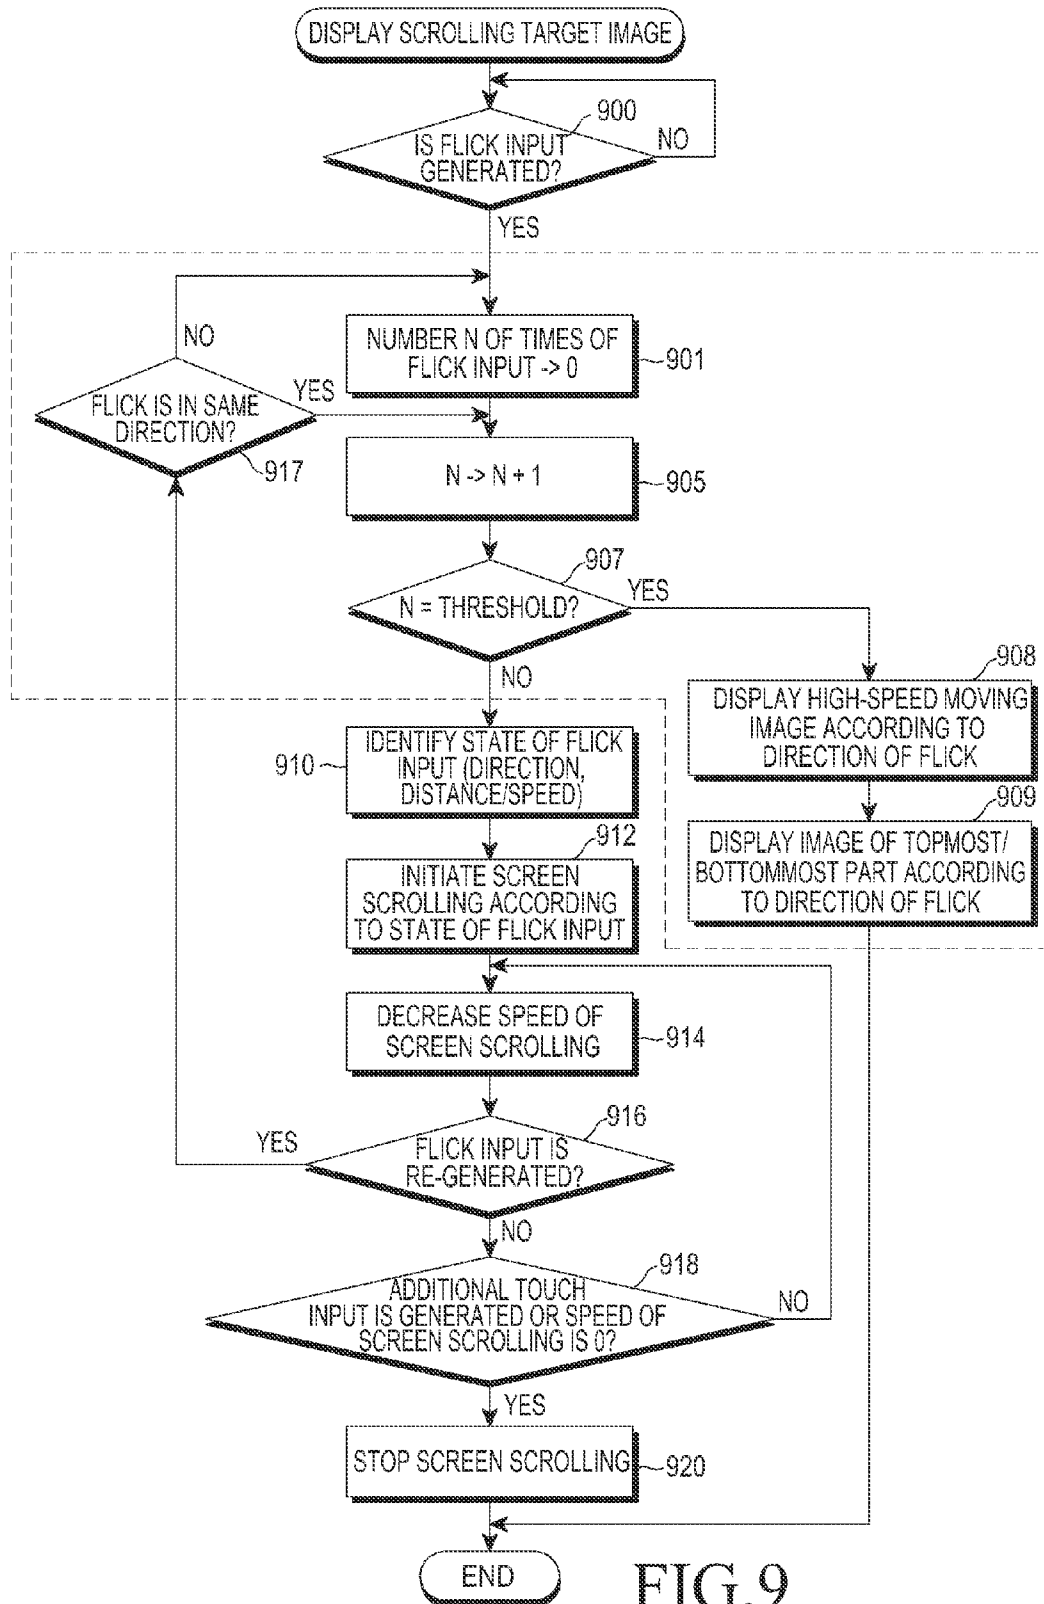 DISPLAY SCROLLING TARGET IMAGE
900
IS FLICK INPUT
GENERATED?
NO
YES
NO
NUMBER N OF TIMES OF
FLICK INPUT -> 0
901
YES
FLICK IS IN SAME
DIRECTION?
917
N -> N + 1
905
907
YES
N = THRESHOLD?
NO
908
DISPLAY HIGH-SPEED MOVING
IMAGE ACCORDING TO
DIRECTION OF FLICK
910
IDENTIFY STATE OF FLICK
INPUT (DIRECTION,
DISTANCE/SPEED)
909
DISPLAY IMAGE OF TOPMOST/
BOTTOMMOST PART ACCORDING
TO DIRECTION OF FLICK
912
INITIATE SCREEN
SCROLLING ACCORDING
TO STATE OF FLICK INPUT
DECREASE SPEED OF
SCREEN SCROLLING
914
916
YES
FLICK INPUT IS
RE-GENERATED?
NO
918
ADDITIONAL TOUCH
INPUT IS GENERATED OR SPEED OF
SCREEN SCROLLING IS 0?
NO
YES
STOP SCREEN SCROLLING
920
END
FIG.9